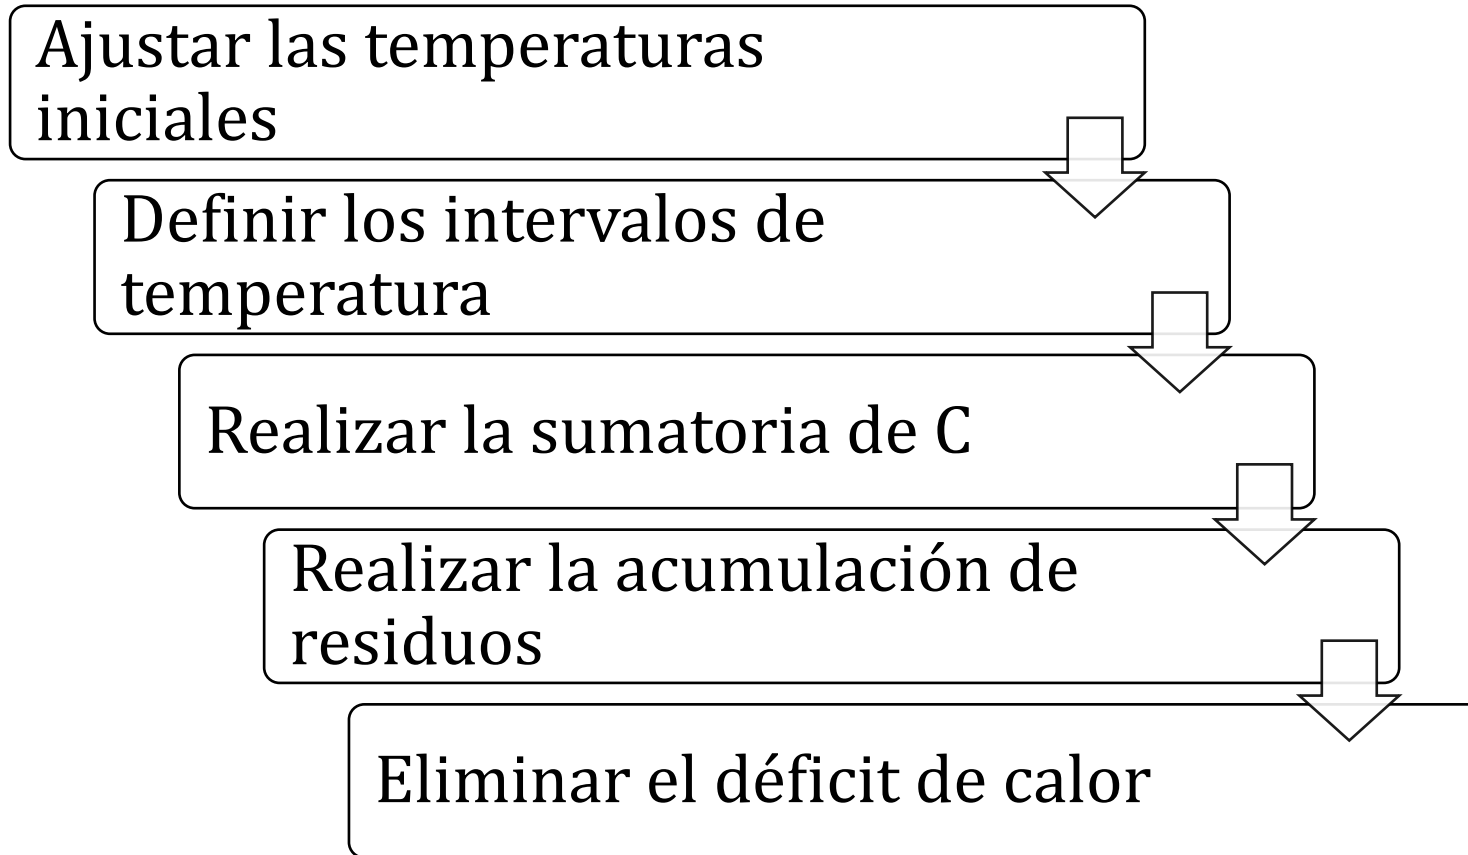 Ajustar las temperaturas
iniciales
Definir los intervalos de
temperatura
Realizar la sumatoria de C
Realizar la acumulación de
residuos
Eliminar el déficit de calor